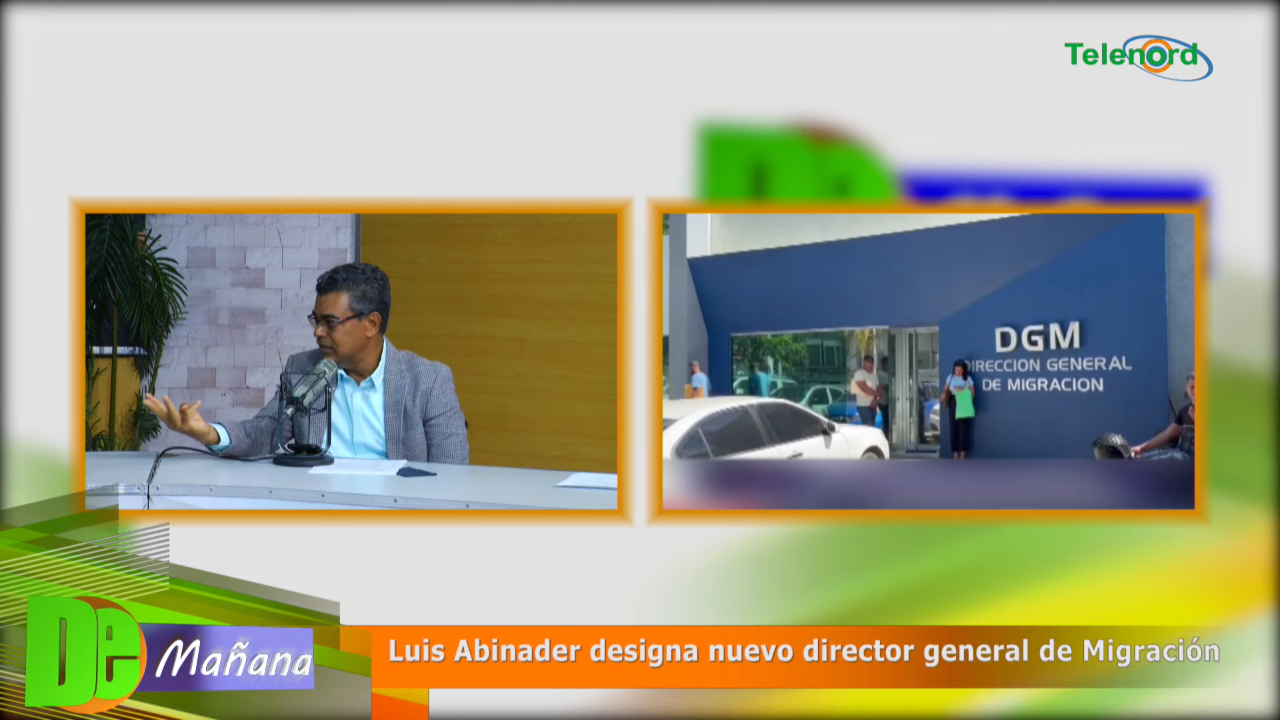 Telenord
DGM
DIRECCION GENERAL
DE MIGRACION
De
Mañana
Luis Abinader designa nuevo director general de Migración